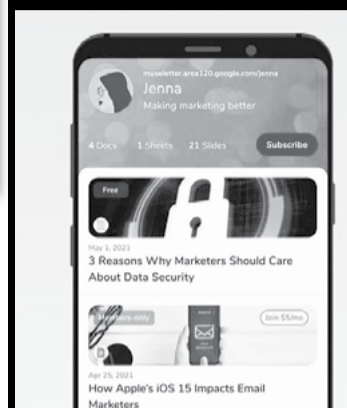 museletter.area120.google.com/jenna
Jenna
Making marketing better
4 Docs 1 Sheets 21 Slides Subscribe
Free
May 1, 2021
3 Reasons Why Marketers Should Care
About Data Security
Members-only Join $5/mo
Apr 25, 2021
How Apple's iOS 15 Impacts Email
Marketers